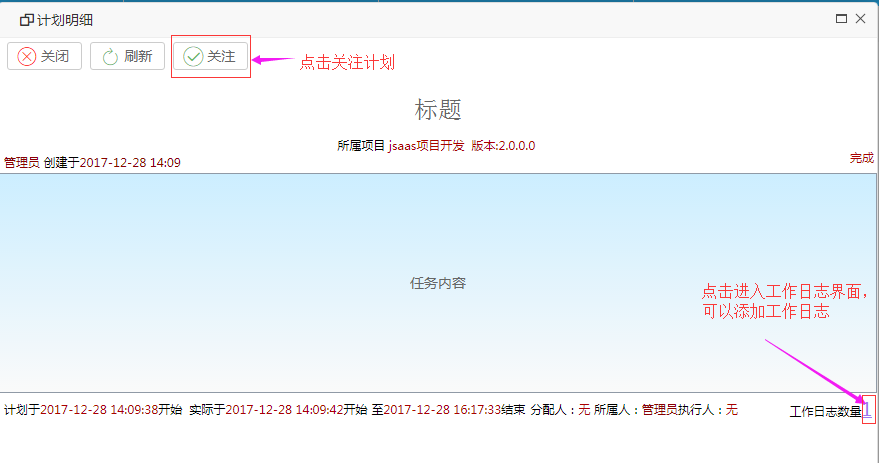 计划明细
关闭 刷新 关注 点击关注计划
标题
所属项目 jsaas项目开发 版本:2.0.0.0
管理员 创建于2017-12-28 14:09 完成
任务内容
点击进入工作日志界面，
可以添加工作日志
计划于2017-12-28 14:09:38开始 实际于2017-12-28 14:09:42开始 至2017-12-28 16:17:33结束 分配人：无 所属人：管理员执行人：无 工作日志数量1